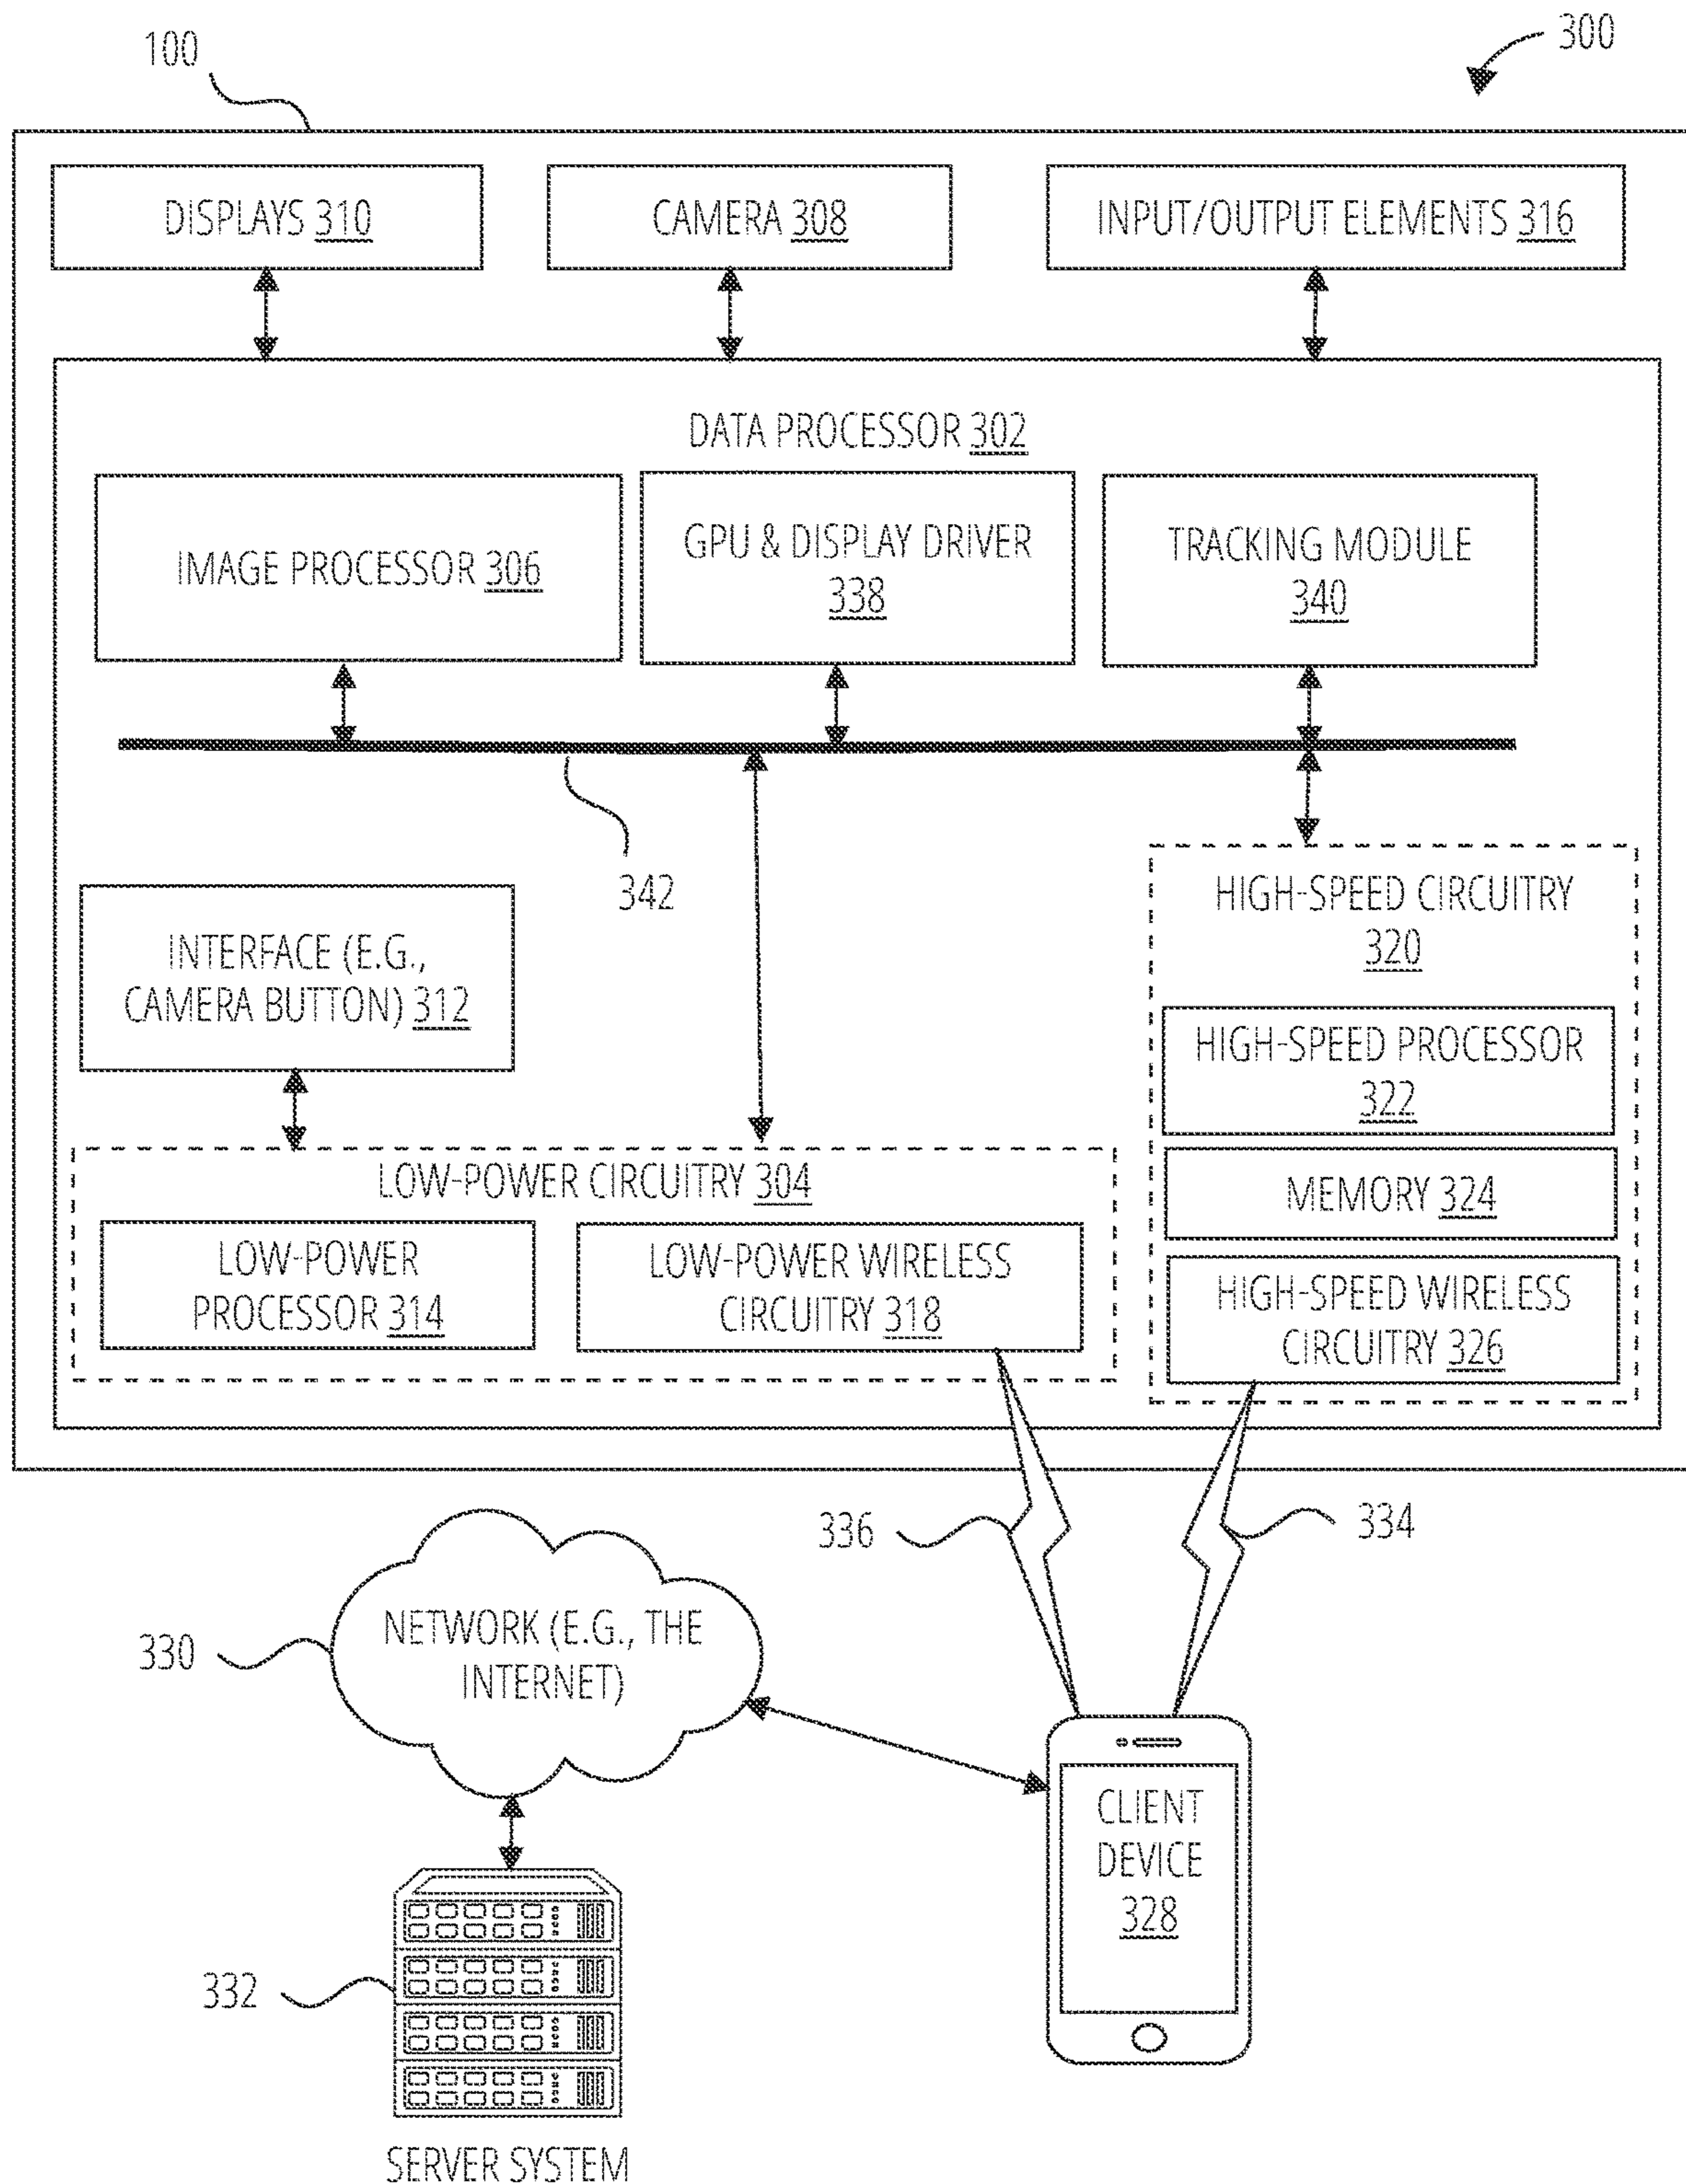 100
300
DISPLAYS 310
CAMERA 308
INPUT/OUTPUT ELEMENTS 316
DATA PROCESSOR 302
IMAGE PROCESSOR 306
GPU & DISPLAY DRIVER
338
TRACKING MODULE
340
342
INTERFACE (E.G.,
CAMERA BUTTON) 312
HIGH-SPEED CIRCUITRY
320
HIGH-SPEED PROCESSOR
322
MEMORY 324
HIGH-SPEED WIRELESS
CIRCUITRY 326
LOW-POWER CIRCUITRY 304
LOW-POWER
PROCESSOR 314
LOW-POWER WIRELESS
CIRCUITRY 318
336
334
330
NETWORK (E.G., THE
INTERNET)
CLIENT
DEVICE
328
332
SERVER SYSTEM